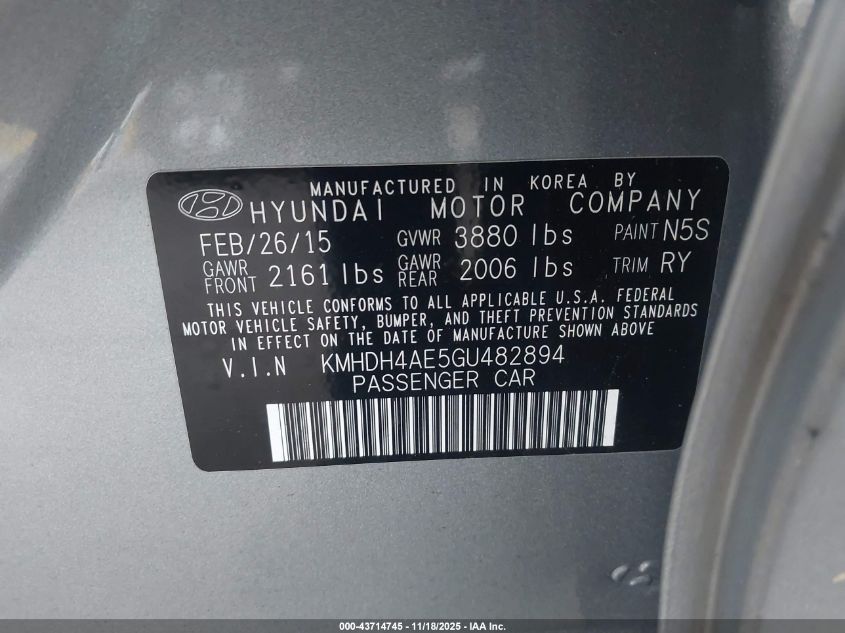 MANUFACTURED IN KOREA BY
HYUNDAI MOTOR COMPANY
FEB/26/15 GVWR 3880 lbs PAINT N5S
GAWR FRONT 2161 lbs GAWR REAR 2006 lbs TRIM RY
THIS VEHICLE CONFORMS TO ALL APPLICABLE U.S.A. FEDERAL
MOTOR VEHICLE SAFETY, BUMPER, AND THEFT PREVENTION STANDARDS
IN EFFECT ON THE DATE OF MANUFACTURE SHOWN ABOVE
V.I.N KMHDH4AE5GU482894
PASSENGER CAR
000-43714745 - 11/18/2025 - IAA Inc.